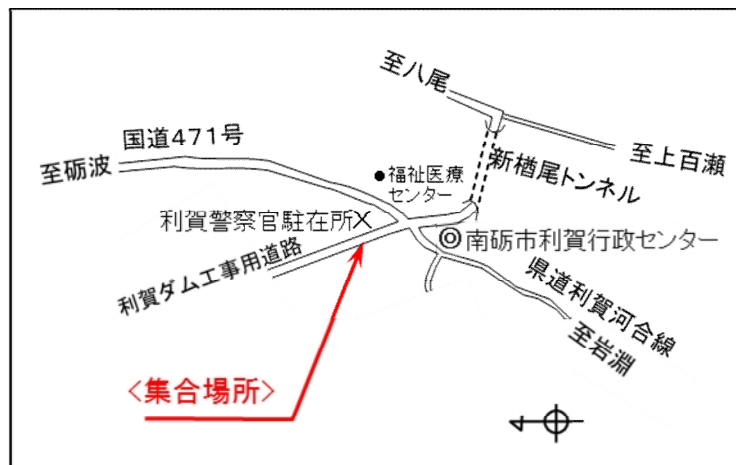 至八尾
国道471号
至砺波
至上百瀬
新楢尾トンネル
●福祉医療
センター
利賀警察官駐在所X
◎南砺市利賀行政センター
利賀ダム工事用道路
県道利賀河合線
至岩淵
<集合場所>